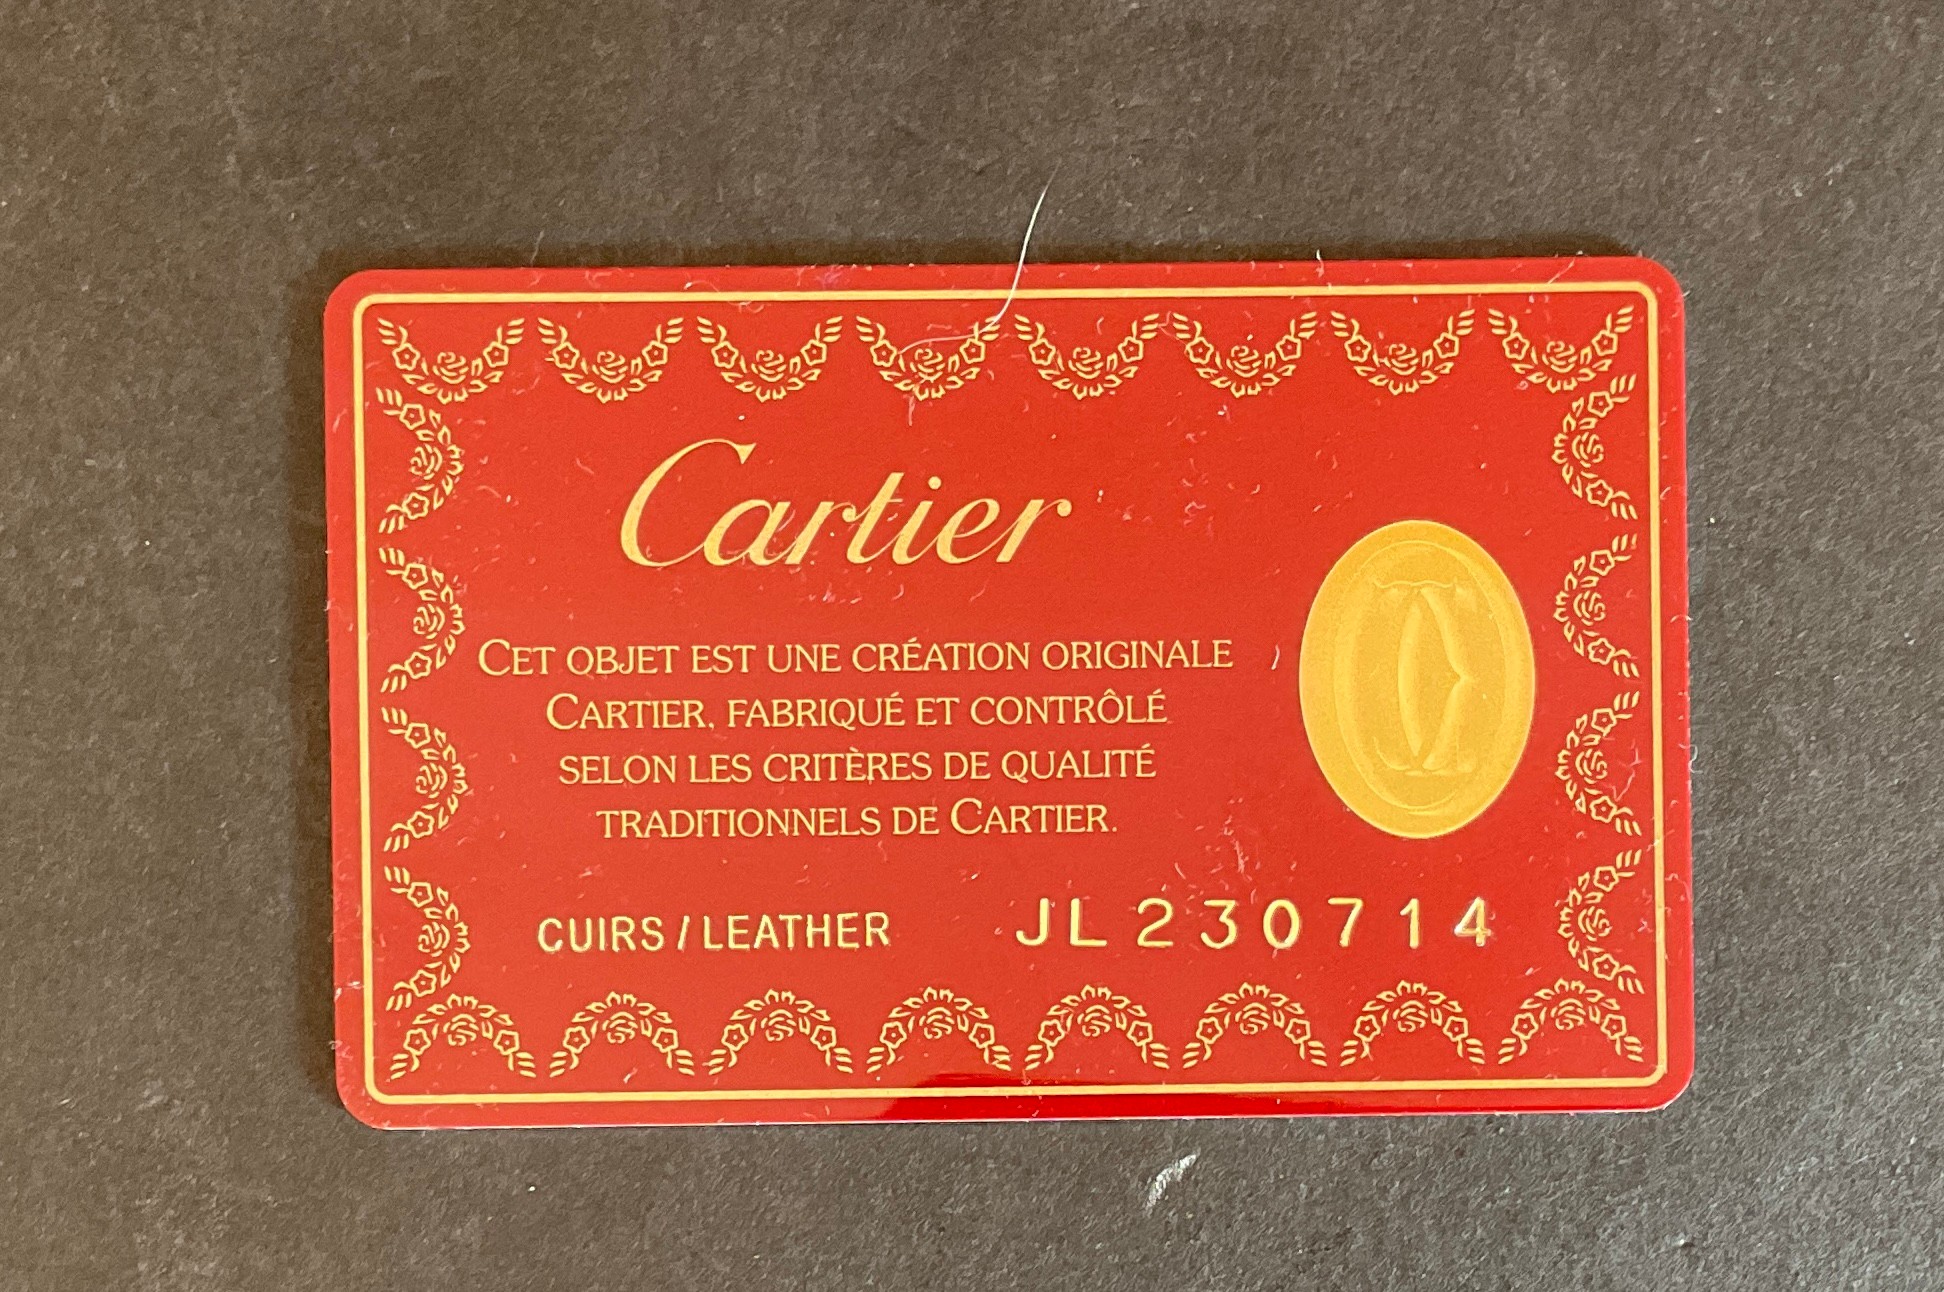 Cartier
CET OBJET EST UNE CRÉATION ORIGINALE
CARTIER, FABRIQUÉ ET CONTRÔLÉ
SELON LES CRITÈRES DE QUALITÉ
TRADITIONNELS DE CARTIER.
CUIRS / LEATHER JL230714